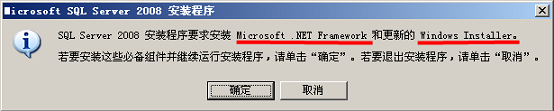 Microsoft SQL Server 2008 安装程序
SQL Server 2008 安装程序要求安装 Microsoft .NET Framework 和更新的 Windows Installer。
若要安装这些必备组件并继续运行安装程序，请单击“确定”。若要退出安装程序，请单击“取消”。
确定
取消